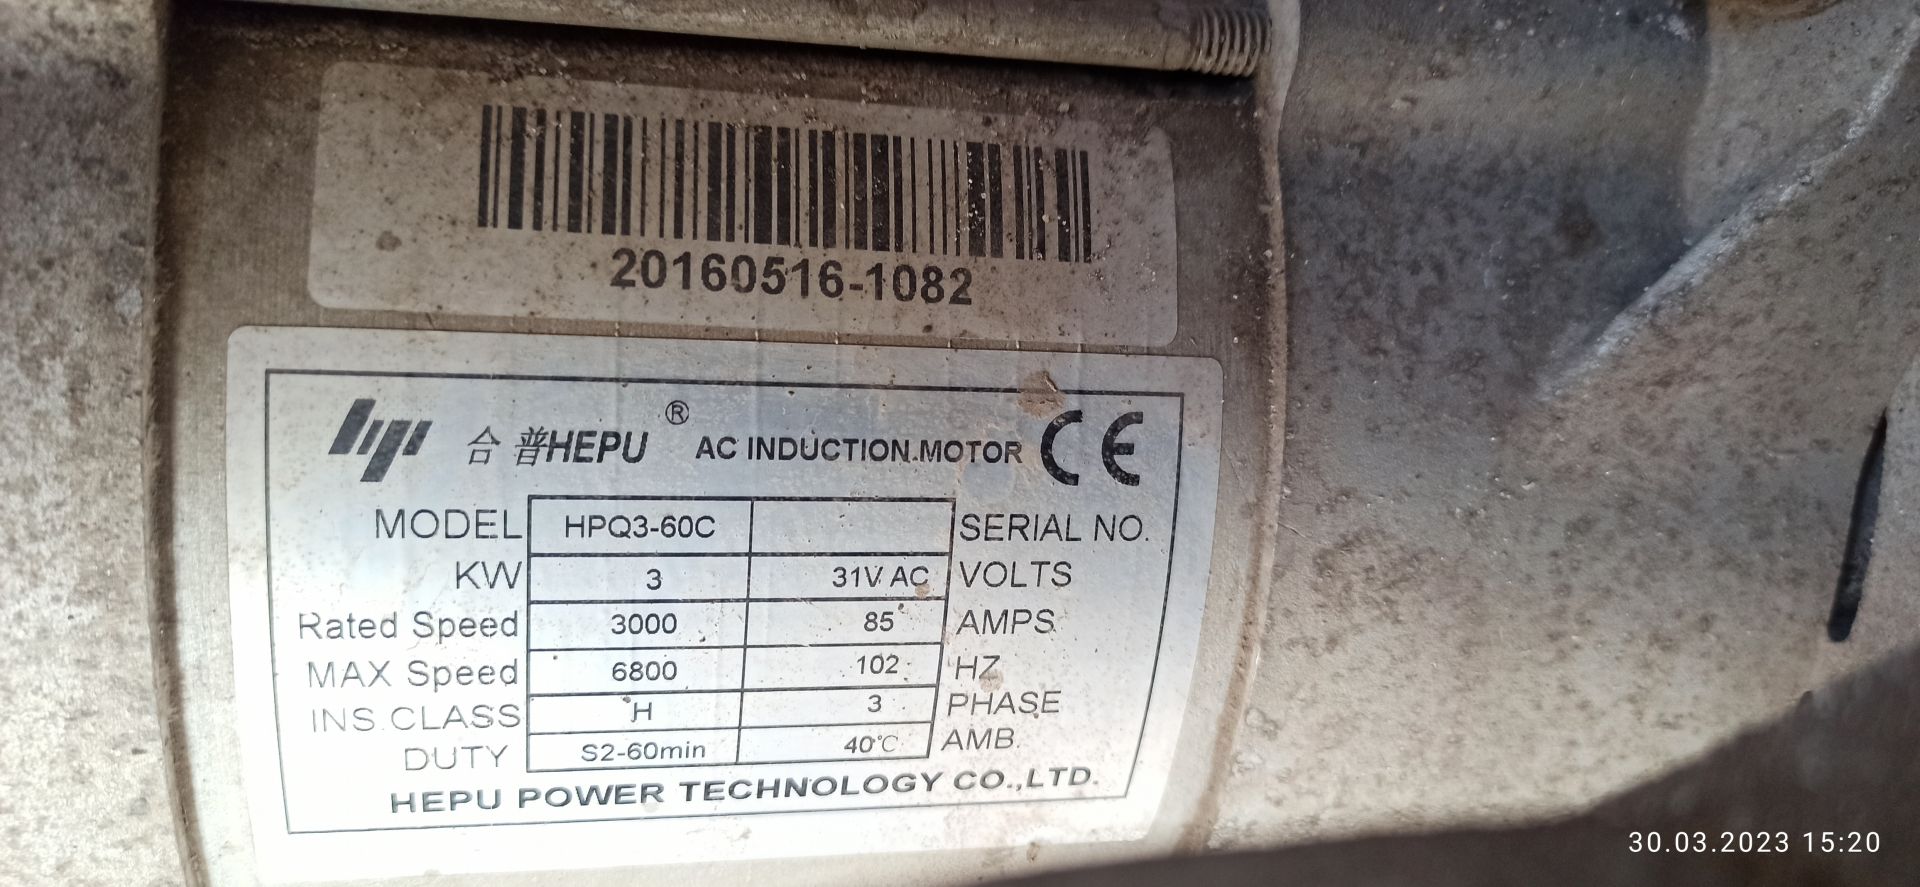 20160516-1082
hp 合普HEPU ® AC INDUCTION.MOTOR CE
MODEL HPQ3-60C SERIAL NO.
KW 3 31V AC VOLTS
Rated Speed 3000 85 AMPS
MAX Speed 6800 102 HZ
INS.CLASS H 3 PHASE
DUTY S2-60min 40℃ AMB.
HEPU POWER TECHNOLOGY CO.,LTD.
30.03.2023 15:20